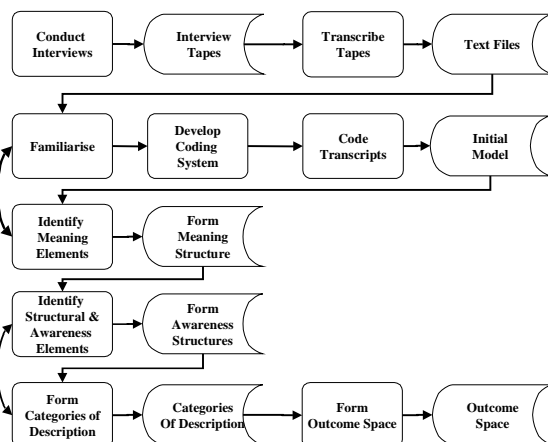 Conduct
Interviews
Interview
Tapes
Transcribe
Tapes
Text Files
Familiarise
Develop
Coding
System
Code
Transcripts
Initial
Model
Identify
Meaning
Elements
Form
Meaning
Structure
Identify
Structural &
Awareness
Elements
Form
Awareness
Structures
Form
Categories of
Description
Categories
Of Description
Form
Outcome Space
Outcome
Space